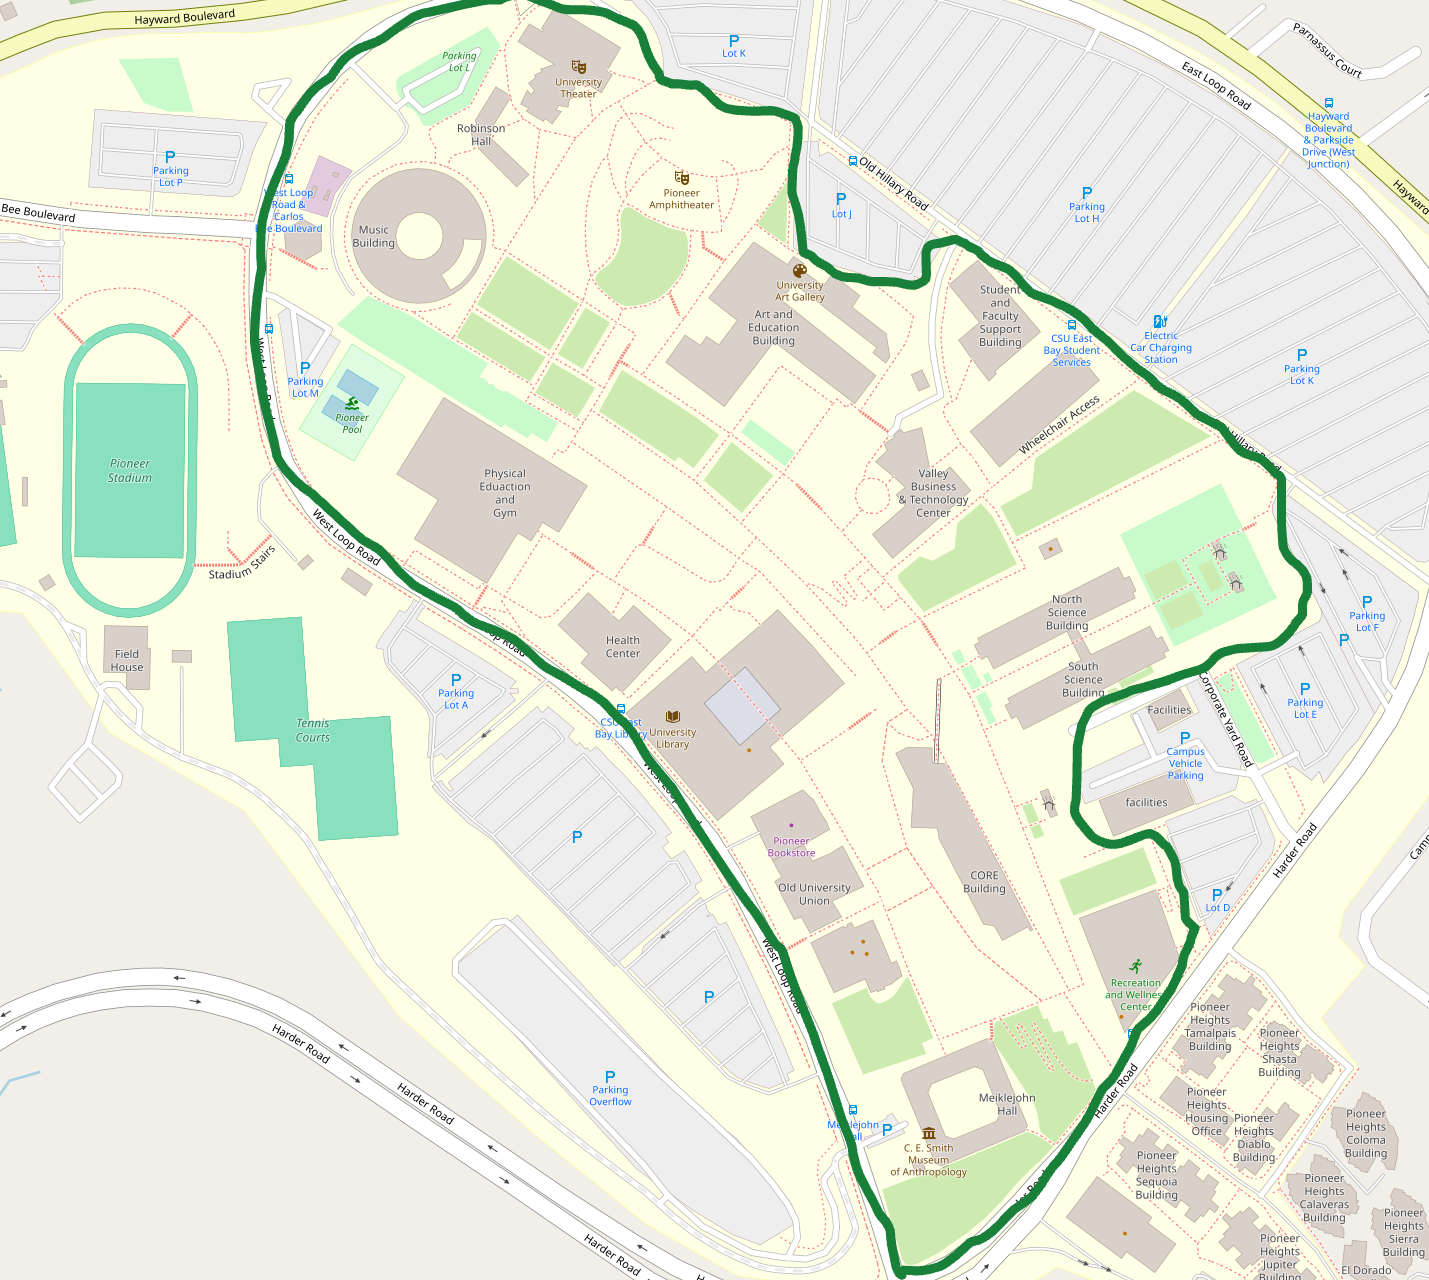 Hayward Boulevard
P
Lot K
Parking
Lot L
University
Theater
Robinson
Hall
Parnassus Court
East Loop Road
Hayward
Boulevard
& Parkside
Drive (West
Junction)
Hayward
P
Parking
Lot P
Bee Boulevard
West Loop
Road &
Carlos
Bee Boulevard
Music
Building
Pioneer
Amphitheater
Old Hillary Road
P
Lot J
P
Parking
Lot H
University
Art Gallery
Art and
Education
Building
Student
and
Faculty
Support
Building
CSU East
Bay Student
Services
Electric
Car Charging
Station
P
Parking
Lot K
P
Parking
Lot M
West Loop Road
Pioneer
Pool
Wheelchair Access
Hillary Road
Pioneer
Stadium
Physical
Eduaction
and
Gym
Valley
Business
& Technology
Center
West Loop Road
Stadium Stairs
North
Science
Building
P
Parking
Lot F
P
Field
House
Health
Center
op Road
South
Science
Building
P
Parking
Lot A
P
Parking
Lot E
Corporate Yard Road
Facilities
Tennis
Courts
CSU East
Bay Library
University
Library
P
Campus
Vehicle
Parking
West Loop
facilities
P
Pioneer
Bookstore
Harder Road
Old University
Union
CORE
Building
P
Lot D
West Loop Road
P
Recreation
and Wellness
Center
Harder Road
Harder Road
P
Parking
Overflow
Harder Road
Meiklejohn
Hall
Meiklejohn
Hall
P
C. E. Smith
Museum
of Anthropology
Pioneer
Heights
Tamalpais
Building
Pioneer
Heights
Shasta
Building
Pioneer
Heights
Housing
Office
Pioneer
Heights
Diablo
Building
Pioneer
Heights
Coloma
Building
Pioneer
Heights
Sequoia
Building
Pioneer
Heights
Calaveras
Building
Pioneer
Heights
Sierra
Building
Pioneer
Heights
Jupiter
Building
El Dorado
Harder Road